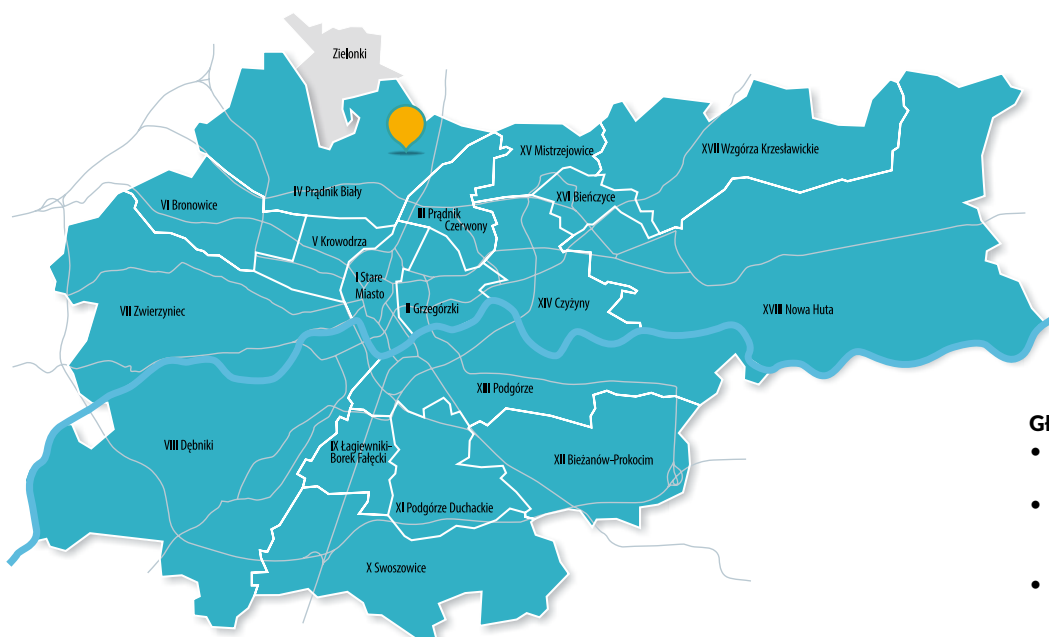 Zielonki
XV Mistrzejowice
XVII Wzgórza Krzesławickie
IV Prądnik Biały
XVI Bieńczyce
VI Bronowice
III Prądnik
Czerwony
V Krowodrza
I Stare
Miasto
VII Zwierzyniec
II Grzegórzki
XIV Czyżyny
XVIII Nowa Huta
XIII Podgórze
VIII Dębniki
IX Łagiewniki–
Borek Fałęcki
XII Bieżanów–Prokocim
XI Podgórze Duchackie
X Swoszowice